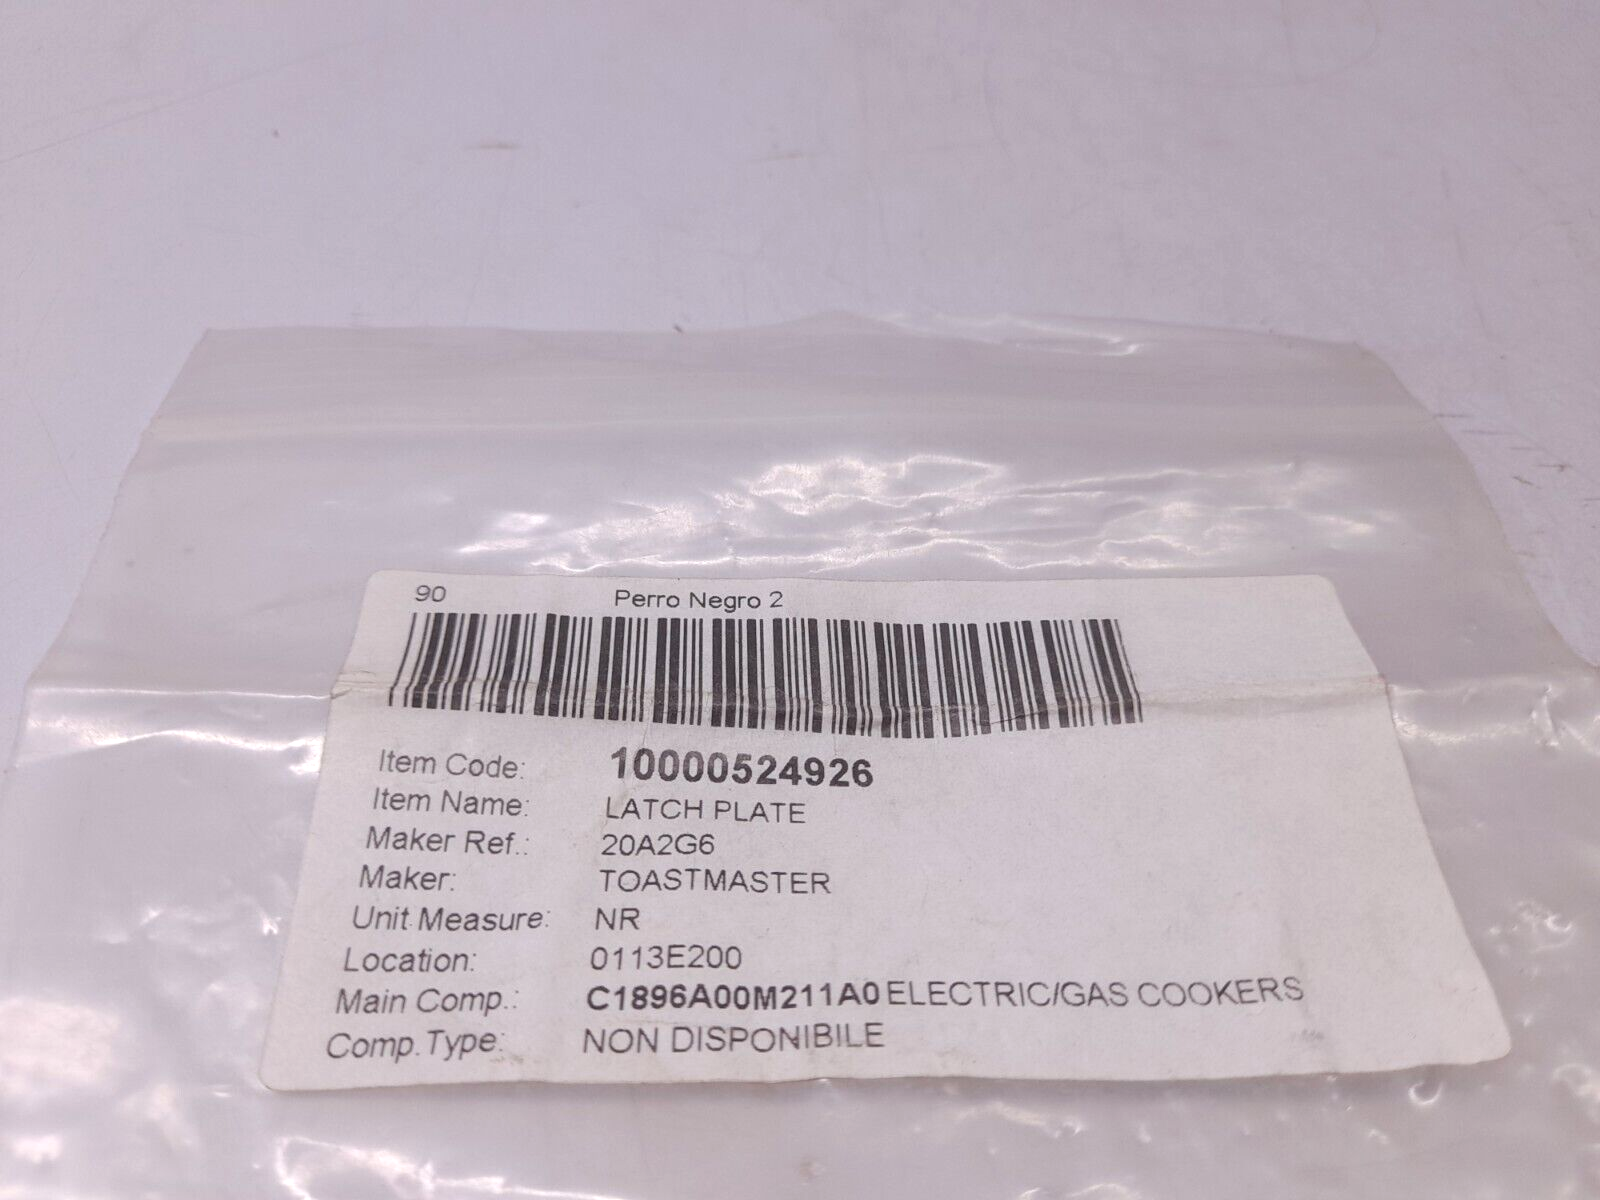 90 Perro Negro 2
Item Code: 10000524926
Item Name: LATCH PLATE
Maker Ref.: 20A2G6
Maker: TOASTMASTER
Unit Measure: NR
Location: 0113E200
Main Comp.: C1896A00M211A0 ELECTRIC/GAS COOKERS
Comp. Type: NON DISPONIBILE